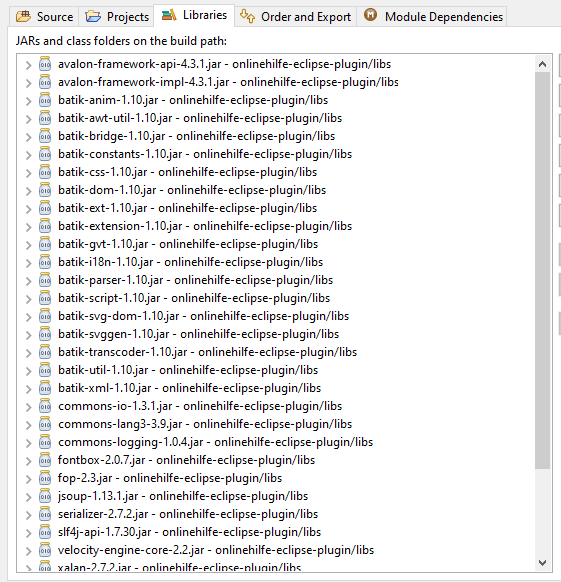 Source Projects Libraries Order and Export Module Dependencies
JARs and class folders on the build path:
avalon-framework-api-4.3.1.jar - onlinehilfe-eclipse-plugin/libs
avalon-framework-impl-4.3.1.jar - onlinehilfe-eclipse-plugin/libs
batik-anim-1.10.jar - onlinehilfe-eclipse-plugin/libs
batik-awt-util-1.10.jar - onlinehilfe-eclipse-plugin/libs
batik-bridge-1.10.jar - onlinehilfe-eclipse-plugin/libs
batik-constants-1.10.jar - onlinehilfe-eclipse-plugin/libs
batik-css-1.10.jar - onlinehilfe-eclipse-plugin/libs
batik-dom-1.10.jar - onlinehilfe-eclipse-plugin/libs
batik-ext-1.10.jar - onlinehilfe-eclipse-plugin/libs
batik-extension-1.10.jar - onlinehilfe-eclipse-plugin/libs
batik-gvt-1.10.jar - onlinehilfe-eclipse-plugin/libs
batik-i18n-1.10.jar - onlinehilfe-eclipse-plugin/libs
batik-parser-1.10.jar - onlinehilfe-eclipse-plugin/libs
batik-script-1.10.jar - onlinehilfe-eclipse-plugin/libs
batik-svg-dom-1.10.jar - onlinehilfe-eclipse-plugin/libs
batik-svggen-1.10.jar - onlinehilfe-eclipse-plugin/libs
batik-transcoder-1.10.jar - onlinehilfe-eclipse-plugin/libs
batik-util-1.10.jar - onlinehilfe-eclipse-plugin/libs
batik-xml-1.10.jar - onlinehilfe-eclipse-plugin/libs
commons-io-1.3.1.jar - onlinehilfe-eclipse-plugin/libs
commons-lang3-3.9.jar - onlinehilfe-eclipse-plugin/libs
commons-logging-1.0.4.jar - onlinehilfe-eclipse-plugin/libs
fontbox-2.0.7.jar - onlinehilfe-eclipse-plugin/libs
fop-2.3.jar - onlinehilfe-eclipse-plugin/libs
jsoup-1.13.1.jar - onlinehilfe-eclipse-plugin/libs
serializer-2.7.2.jar - onlinehilfe-eclipse-plugin/libs
slf4j-api-1.7.30.jar - onlinehilfe-eclipse-plugin/libs
velocity-engine-core-2.2.jar - onlinehilfe-eclipse-plugin/libs
xalan-2.7.2.jar - onlinehilfe-eclipse-plugin/libs